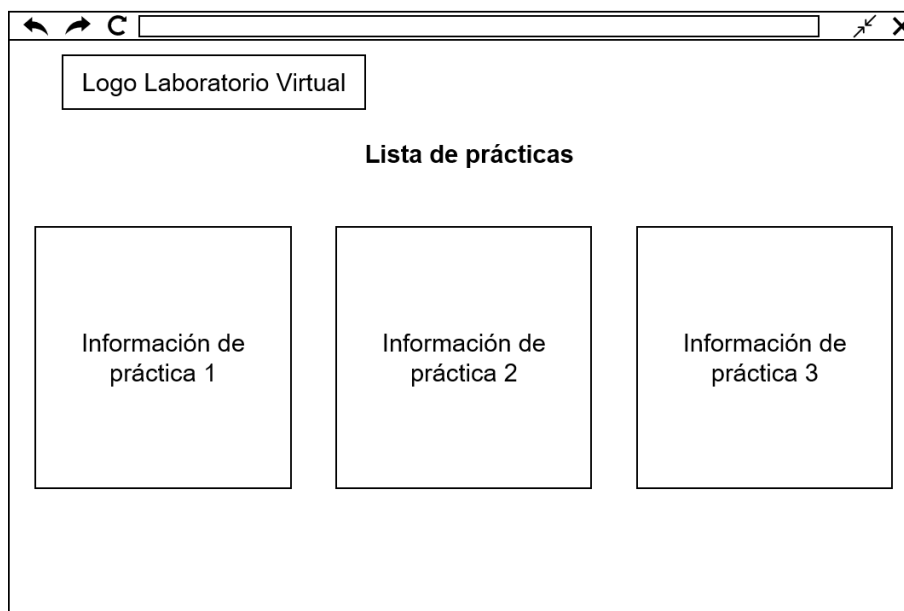 Logo Laboratorio Virtual
Lista de prácticas
Información de
práctica 1
Información de
práctica 2
Información de
práctica 3